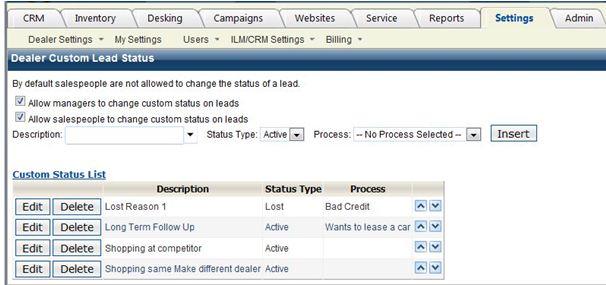 CRM Inventory Desking Campaigns Websites Service Reports Settings Admin
Dealer Settings My Settings Users ILM/CRM Settings Billing
Dealer Custom Lead Status
By default salespeople are not allowed to change the status of a lead.
Allow managers to change custom status on leads
Allow salespeople to change custom status on leads
Description: Status Type: Active Process: -- No Process Selected -- Insert
Custom Status List
Description Status Type Process
Edit Delete Lost Reason 1 Lost Bad Credit
Edit Delete Long Term Follow Up Active Wants to lease a car
Edit Delete Shopping at competitor Active
Edit Delete Shopping same Make different dealer Active